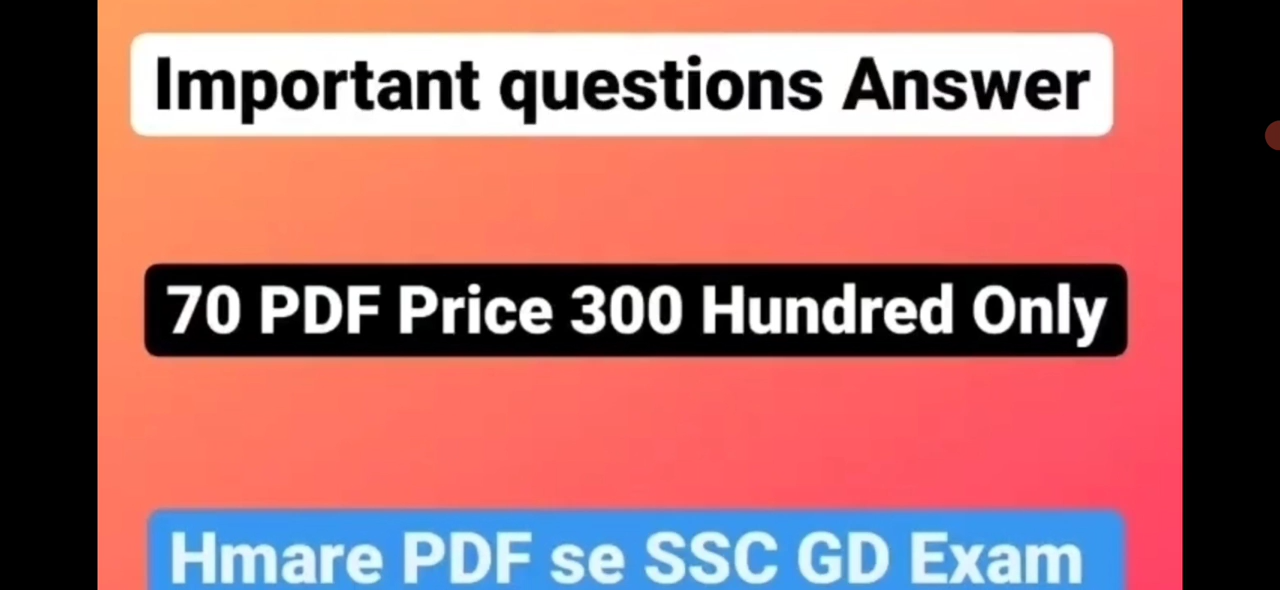 Important questions Answer
70 PDF Price 300 Hundred Only
Hmare PDF se SSC GD Exam